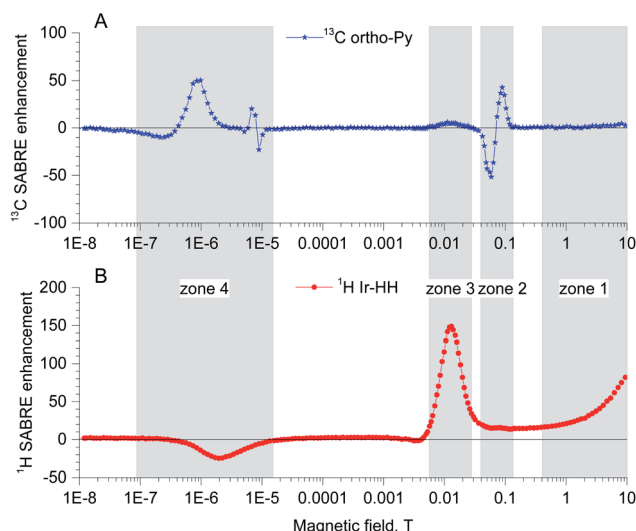 A
13C ortho-Py
13C SABRE enhancement
100
50
0
-50
-100
1E-8 1E-7 1E-6 1E-5 0.0001 0.001 0.01 0.1 1 10
B
1H Ir-HH
zone 4 zone 3 zone 2 zone 1
1H SABRE enhancement
200
150
100
50
0
-50
1E-8 1E-7 1E-6 1E-5 0.0001 0.001 0.01 0.1 1 10
Magnetic field, T